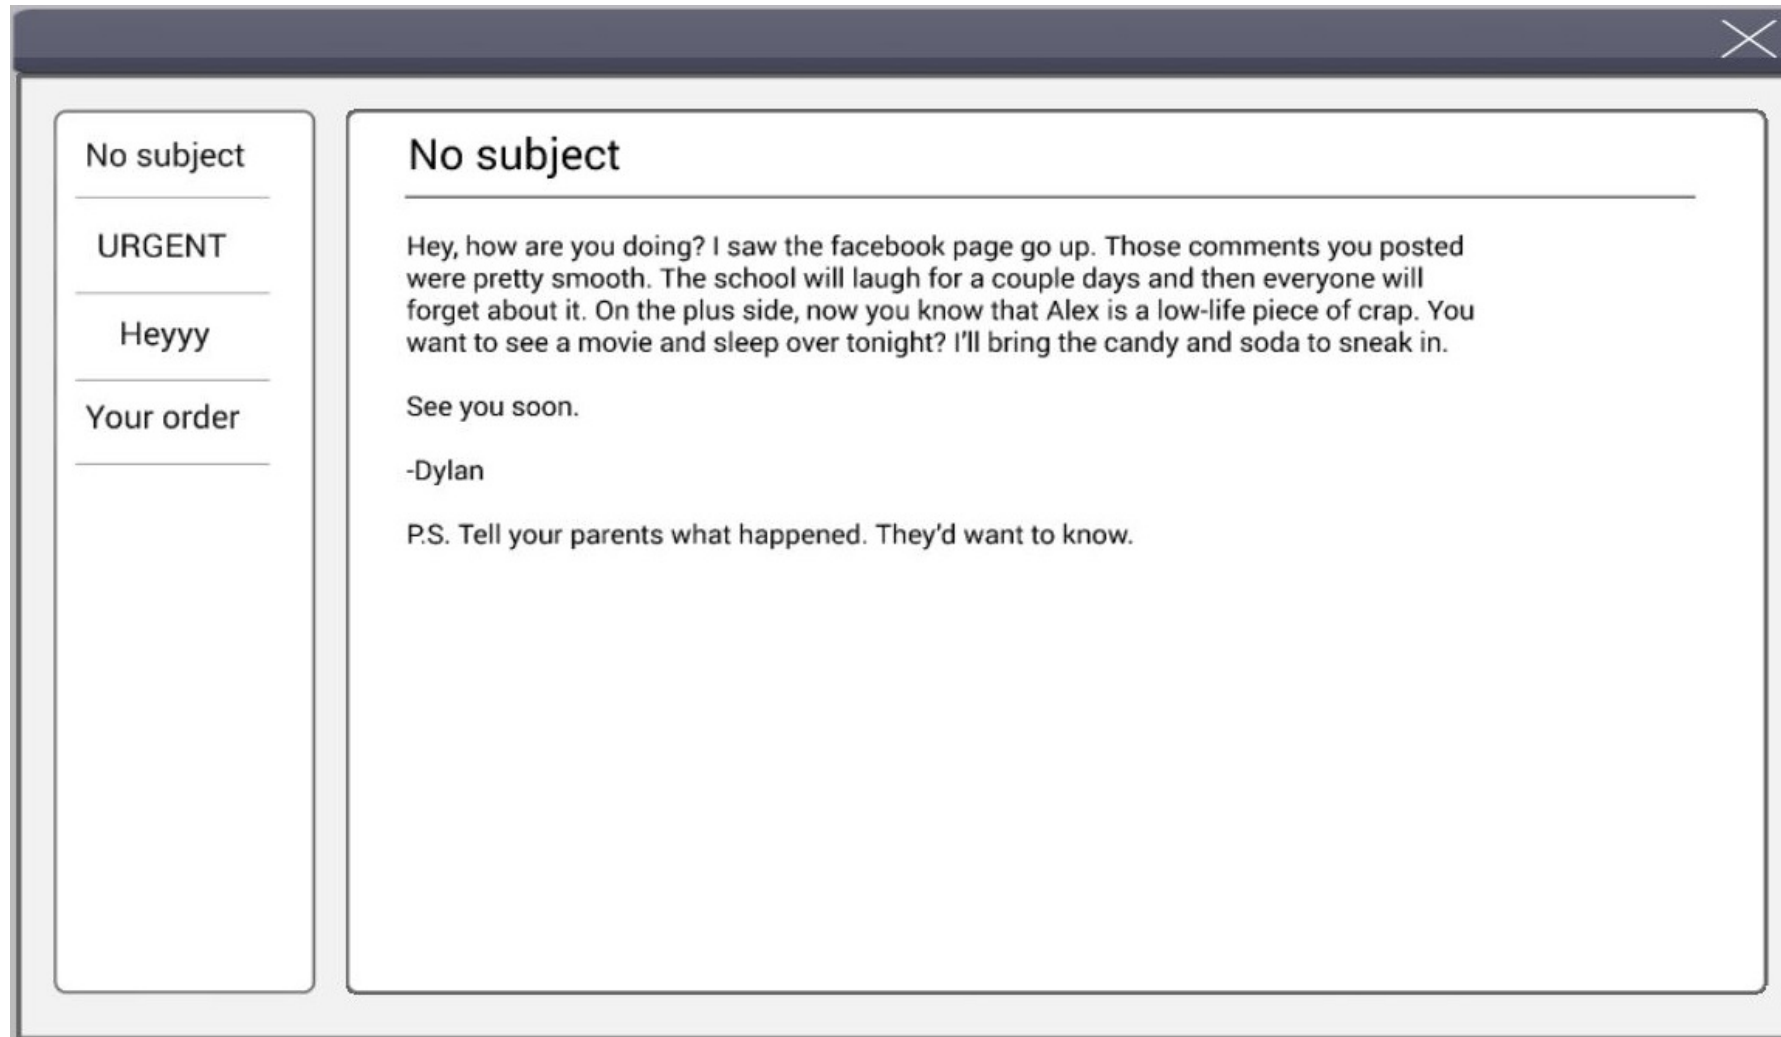 No subject
URGENT
Heyyy
Your order
No subject
Hey, how are you doing? I saw the facebook page go up. Those comments you posted
were pretty smooth. The school will laugh for a couple days and then everyone will
forget about it. On the plus side, now you know that Alex is a low-life piece of crap. You
want to see a movie and sleep over tonight? I'll bring the candy and soda to sneak in.
See you soon.
-Dylan
P.S. Tell your parents what happened. They'd want to know.